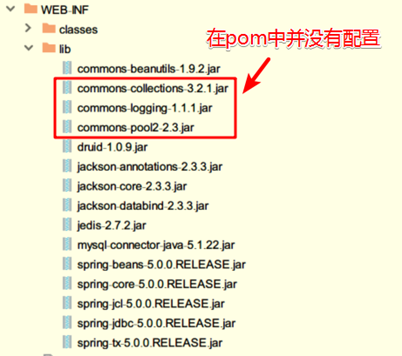 WEB-INF
在pom中并没有配置
classes
lib
commons-beanutils-1.9.2.jar
commons-collections-3.2.1.jar
commons-logging-1.1.1.jar
commons-pool2-2.3.jar
druid-1.0.9.jar
jackson-annotations-2.3.3.jar
jackson-core-2.3.3.jar
jackson-databind-2.3.3.jar
jedis-2.7.2.jar
mysql-connector-java-5.1.22.jar
spring-beans-5.0.0.RELEASE.jar
spring-core-5.0.0.RELEASE.jar
spring-jcl-5.0.0.RELEASE.jar
spring-jdbc-5.0.0.RELEASE.jar
spring-tx-5.0.0.RELEASE.jar